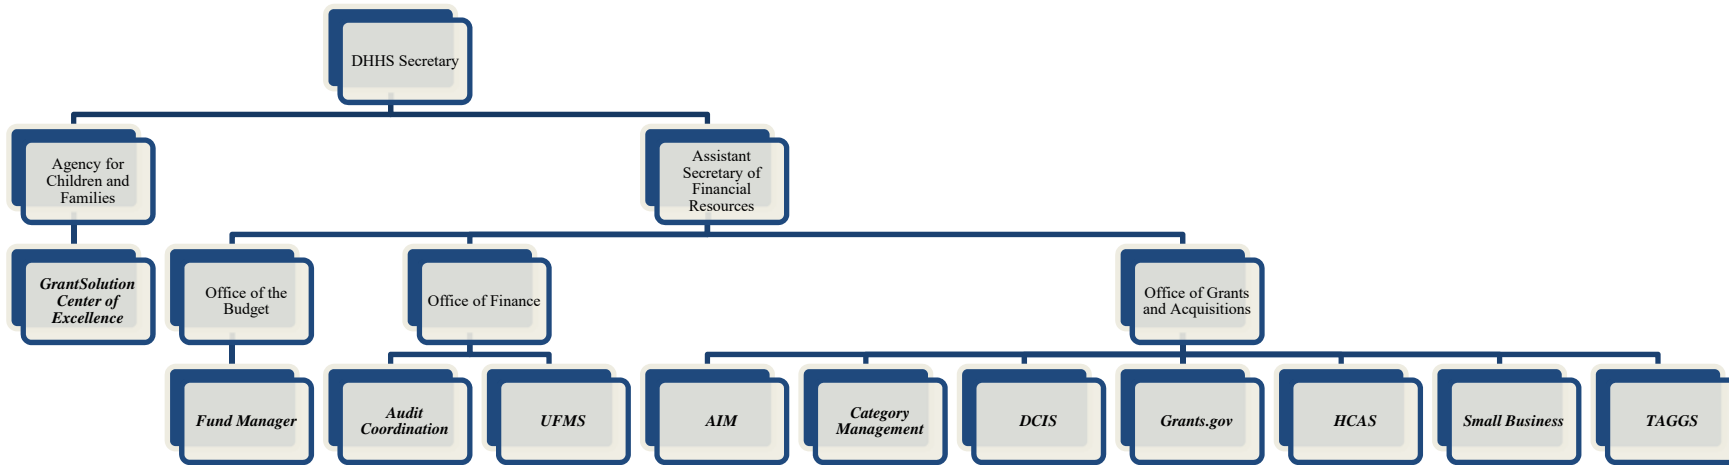 DHHS Secretary
Agency for
Children and
Families
Assistant
Secretary of
Financial
Resources
GrantSolution
Center of
Excellence
Office of the
Budget
Office of Finance
Office of Grants
and Acquisitions
Fund Manager
Audit
Coordination
UFMS
AIM
Category
Management
DCIS
Grants.gov
HCAS
Small Business
TAGGS